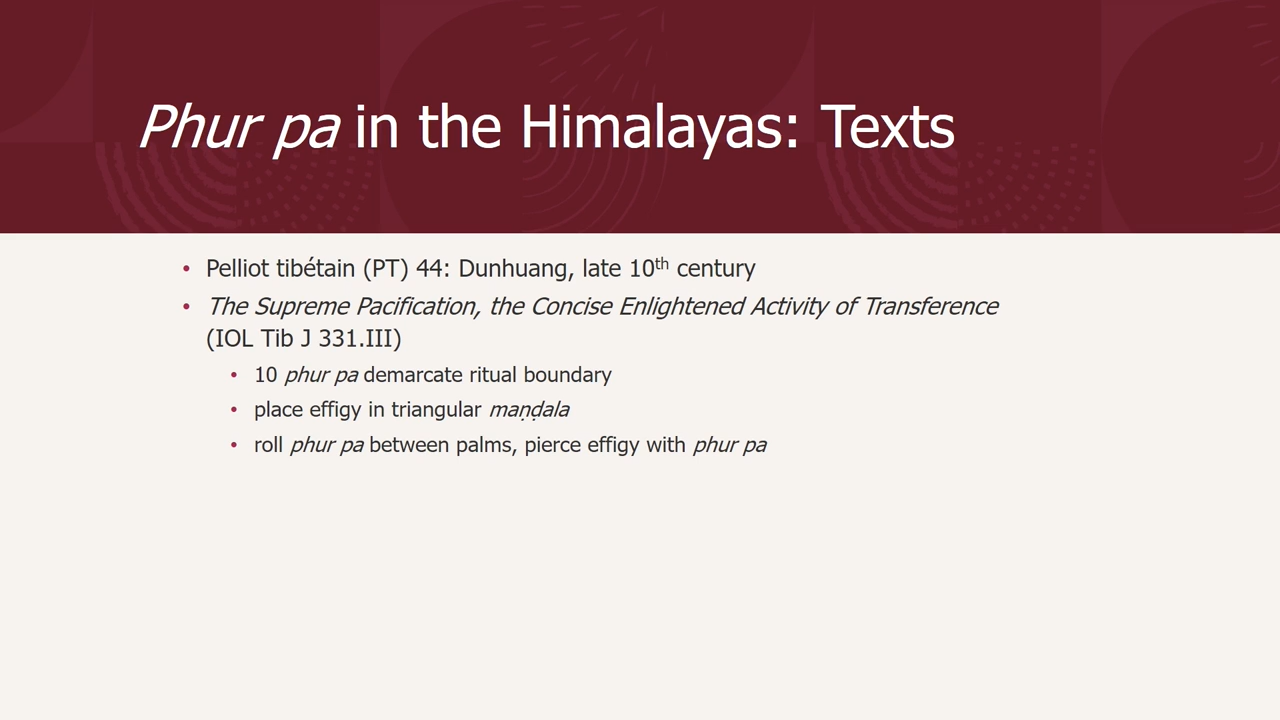 Phur pa in the Himalayas: Texts
• Pelliot tibétain (PT) 44: Dunhuang, late 10th century
• The Supreme Pacification, the Concise Enlightened Activity of Transference
(IOL Tib J 331.III)
• 10 phur pa demarcate ritual boundary
• place effigy in triangular maṇḍala
• roll phur pa between palms, pierce effigy with phur pa